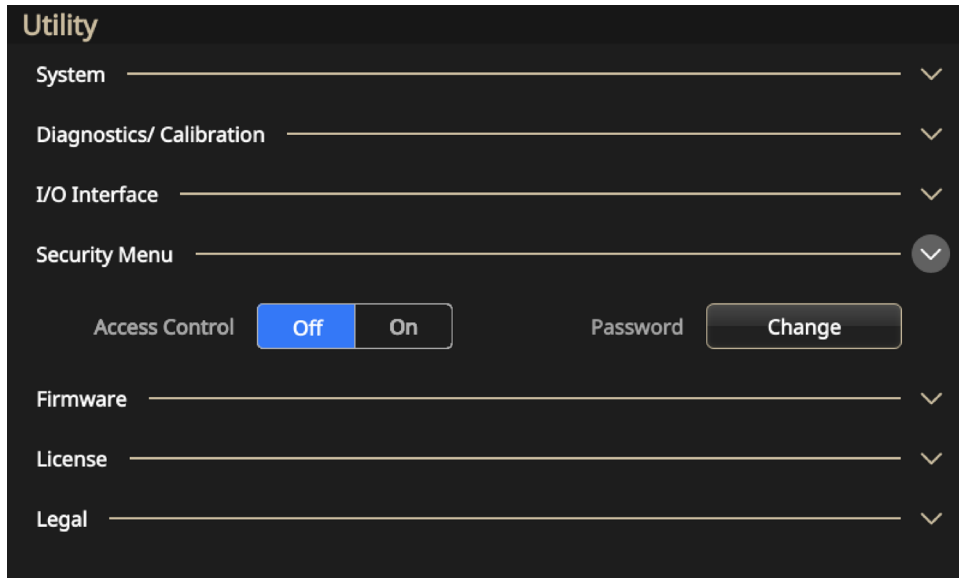 Utility
System
Diagnostics/ Calibration
I/O Interface
Security Menu
Access Control Off On Password Change
Firmware
License
Legal